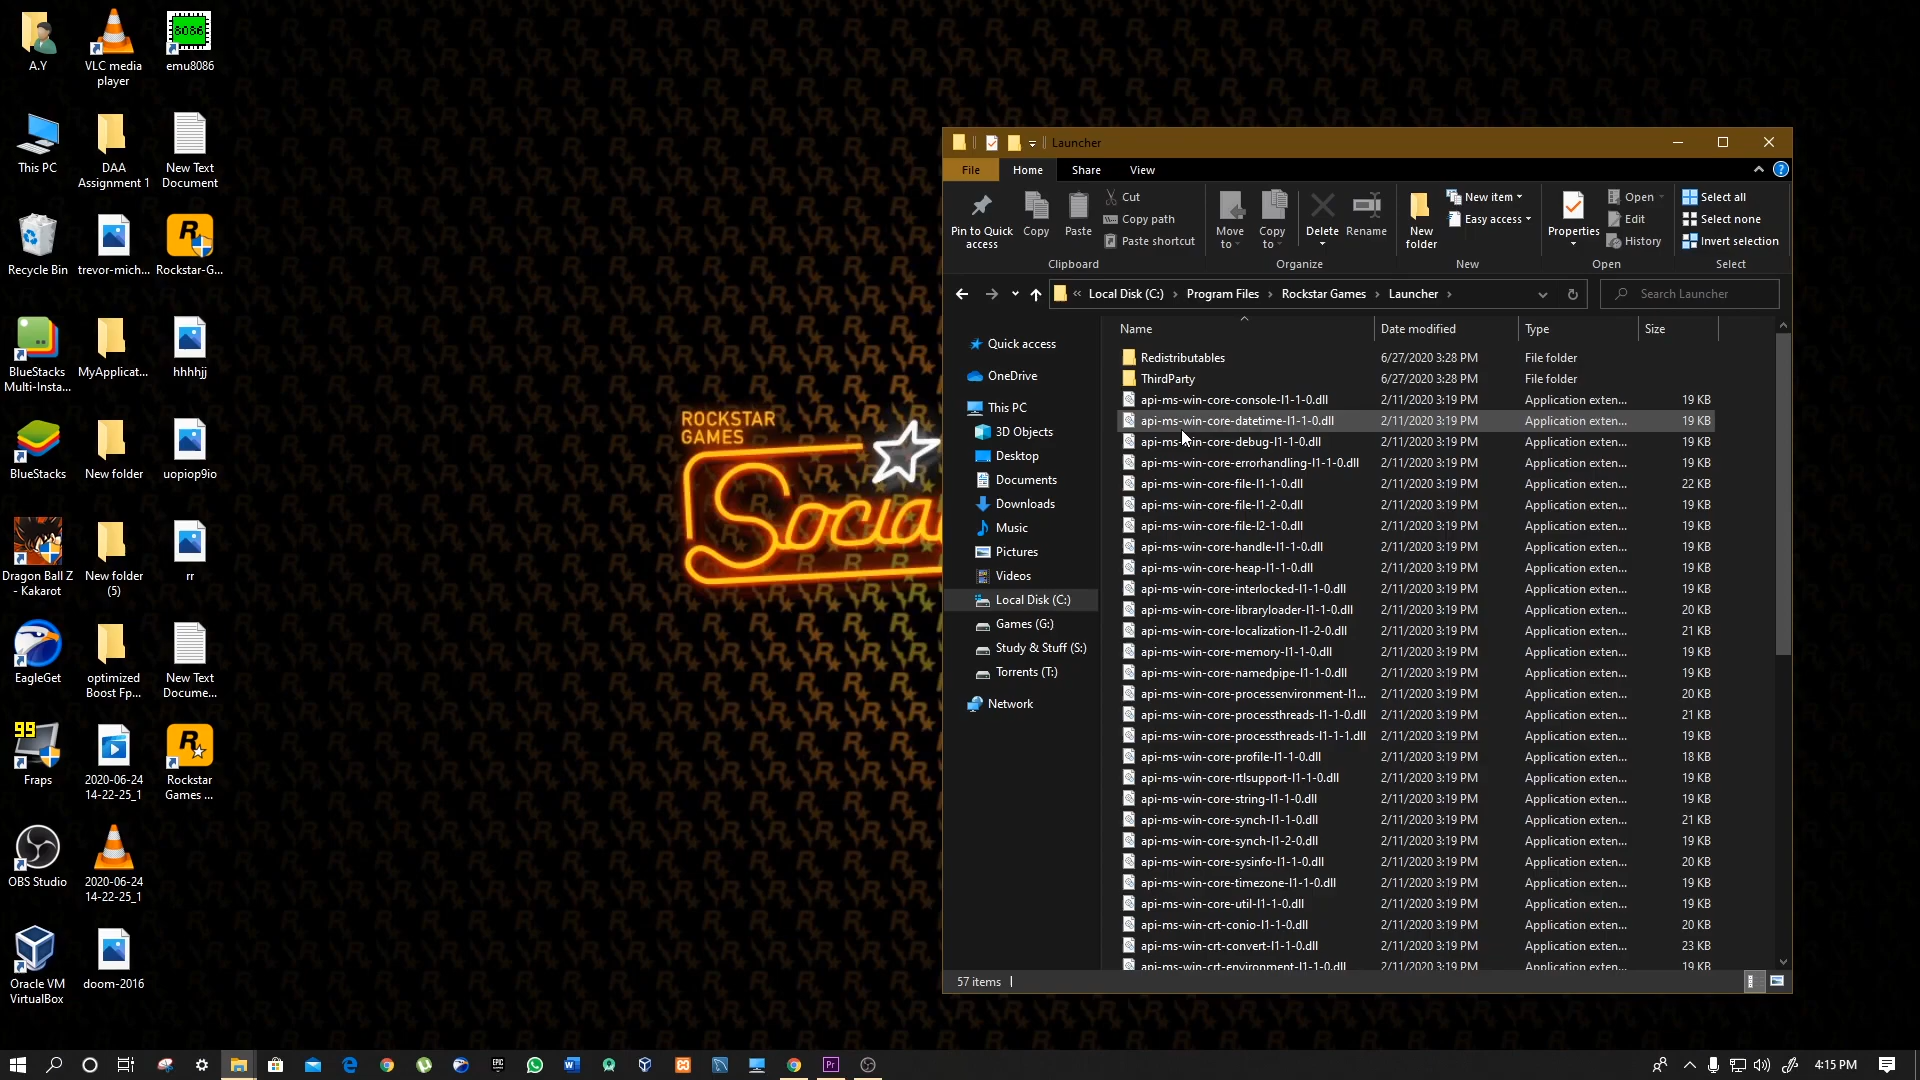 A.Y
VLC media
player
emu8086
8086
This PC
DAA
Assignment 1
New Text
Document
Recycle Bin
trevor-mich...
Rockstar-G...
BlueStacks
Multi-Insta...
MyApplicat...
hhhhjj
BlueStacks
New folder
uopiop9io
Dragon Ball Z
- Kakarot
New folder
(5)
rr
EagleGet
optimized
Boost Fp...
New Text
Docume...
99
Fraps
2020-06-24
14-22-25_1
Rockstar
Games ...
OBS Studio
2020-06-24
14-22-25_1
Oracle VM
VirtualBox
doom-2016
ROCKSTAR
GAMES
Launcher
File
Home
Share
View
Pin to Quick
access
Copy
Paste
Cut
Copy path
Paste shortcut
Clipboard
Move
to
Copy
to
Delete
Rename
Organize
New
folder
New item
Easy access
New
Properties
Open
Edit
History
Open
Select all
Select none
Invert selection
Select
« Local Disk (C:) › Program Files › Rockstar Games › Launcher ›
Search Launcher
Quick access
OneDrive
This PC
3D Objects
Desktop
Documents
Downloads
Music
Pictures
Videos
Local Disk (C:)
Games (G:)
Study & Stuff (S:)
Torrents (T:)
Network
Name Date modified Type Size
Redistributables 6/27/2020 3:28 PM File folder
ThirdParty 6/27/2020 3:28 PM File folder
api-ms-win-core-console-l1-1-0.dll 2/11/2020 3:19 PM Application exten... 19 KB
api-ms-win-core-datetime-l1-1-0.dll 2/11/2020 3:19 PM Application exten... 19 KB
api-ms-win-core-debug-l1-1-0.dll 2/11/2020 3:19 PM Application exten... 19 KB
api-ms-win-core-errorhandling-l1-1-0.dll 2/11/2020 3:19 PM Application exten... 19 KB
api-ms-win-core-file-l1-1-0.dll 2/11/2020 3:19 PM Application exten... 22 KB
api-ms-win-core-file-l1-2-0.dll 2/11/2020 3:19 PM Application exten... 19 KB
api-ms-win-core-file-l2-1-0.dll 2/11/2020 3:19 PM Application exten... 19 KB
api-ms-win-core-handle-l1-1-0.dll 2/11/2020 3:19 PM Application exten... 19 KB
api-ms-win-core-heap-l1-1-0.dll 2/11/2020 3:19 PM Application exten... 19 KB
api-ms-win-core-interlocked-l1-1-0.dll 2/11/2020 3:19 PM Application exten... 19 KB
api-ms-win-core-libraryloader-l1-1-0.dll 2/11/2020 3:19 PM Application exten... 20 KB
api-ms-win-core-localization-l1-2-0.dll 2/11/2020 3:19 PM Application exten... 21 KB
api-ms-win-core-memory-l1-1-0.dll 2/11/2020 3:19 PM Application exten... 19 KB
api-ms-win-core-namedpipe-l1-1-0.dll 2/11/2020 3:19 PM Application exten... 19 KB
api-ms-win-core-processenvironment-l1... 2/11/2020 3:19 PM Application exten... 20 KB
api-ms-win-core-processthreads-l1-1-0.dll 2/11/2020 3:19 PM Application exten... 21 KB
api-ms-win-core-processthreads-l1-1-1.dll 2/11/2020 3:19 PM Application exten... 19 KB
api-ms-win-core-profile-l1-1-0.dll 2/11/2020 3:19 PM Application exten... 18 KB
api-ms-win-core-rtlsupport-l1-1-0.dll 2/11/2020 3:19 PM Application exten... 19 KB
api-ms-win-core-string-l1-1-0.dll 2/11/2020 3:19 PM Application exten... 19 KB
api-ms-win-core-synch-l1-1-0.dll 2/11/2020 3:19 PM Application exten... 21 KB
api-ms-win-core-synch-l1-2-0.dll 2/11/2020 3:19 PM Application exten... 19 KB
api-ms-win-core-sysinfo-l1-1-0.dll 2/11/2020 3:19 PM Application exten... 20 KB
api-ms-win-core-timezone-l1-1-0.dll 2/11/2020 3:19 PM Application exten... 19 KB
api-ms-win-core-util-l1-1-0.dll 2/11/2020 3:19 PM Application exten... 19 KB
api-ms-win-crt-conio-l1-1-0.dll 2/11/2020 3:19 PM Application exten... 20 KB
api-ms-win-crt-convert-l1-1-0.dll 2/11/2020 3:19 PM Application exten... 23 KB
api-ms-win-crt-environment-l1-1-0.dll 2/11/2020 3:19 PM Application exten... 19 KB
57 items
4:15 PM